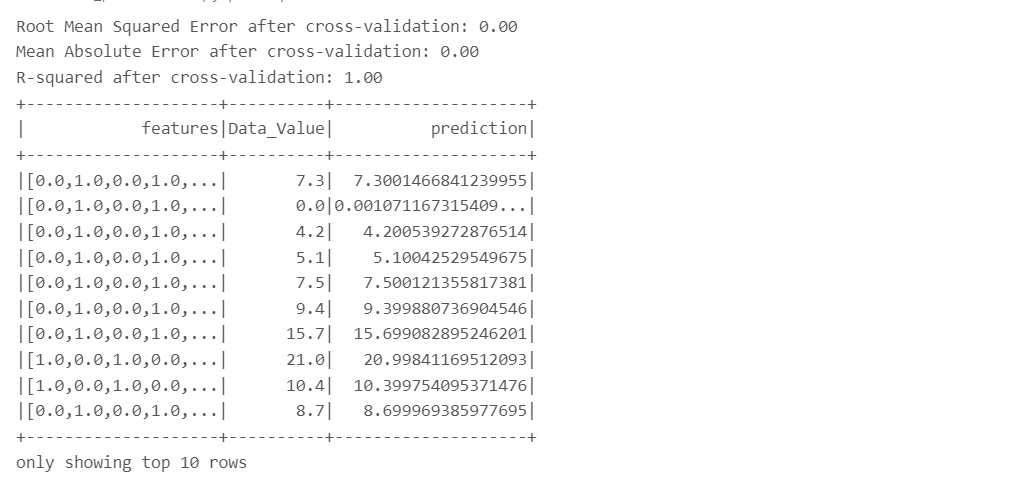 Root Mean Squared Error after cross-validation: 0.00
Mean Absolute Error after cross-validation: 0.00
R-squared after cross-validation: 1.00
+--------------------+----------+--------------------+
|            features|Data_Value|          prediction|
+--------------------+----------+--------------------+
|[0.0,1.0,0.0,1.0,...|       7.3|  7.3001466841239955|
|[0.0,1.0,0.0,1.0,...|       0.0|0.001071167315409...|
|[0.0,1.0,0.0,1.0,...|       4.2|   4.200539272876514|
|[0.0,1.0,0.0,1.0,...|       5.1|    5.10042529549675|
|[0.0,1.0,0.0,1.0,...|       7.5|   7.500121355817381|
|[0.0,1.0,0.0,1.0,...|       9.4|   9.399880736904546|
|[0.0,1.0,0.0,1.0,...|      15.7|  15.699082895246201|
|[1.0,0.0,1.0,0.0,...|      21.0|   20.99841169512093|
|[1.0,0.0,1.0,0.0,...|      10.4|  10.399754095371476|
|[0.0,1.0,0.0,1.0,...|       8.7|   8.699969385977695|
+--------------------+----------+--------------------+
only showing top 10 rows